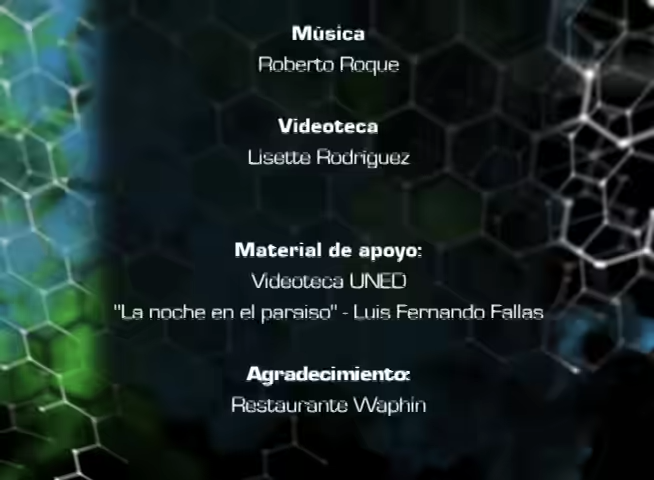 Música
Roberto Roque
Videoteca
Lisette Rodríguez
Material de apoyo:
Videoteca UNED
"La noche en el paraiso" - Luis Fernando Fallas
Agradecimiento:
Restaurante Waphin